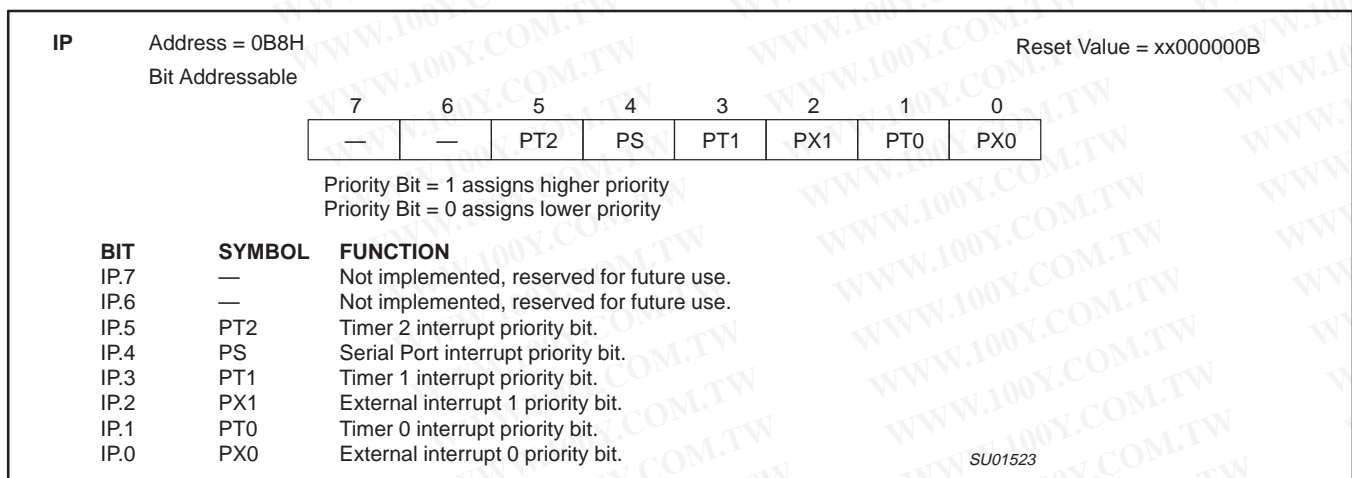 IP Address = 0B8H Reset Value = xx000000B
Bit Addressable
7 6 5 4 3 2 1 0
— — PT2 PS PT1 PX1 PT0 PX0
Priority Bit = 1 assigns higher priority
Priority Bit = 0 assigns lower priority
BIT SYMBOL FUNCTION
IP.7 — Not implemented, reserved for future use.
IP.6 — Not implemented, reserved for future use.
IP.5 PT2 Timer 2 interrupt priority bit.
IP.4 PS Serial Port interrupt priority bit.
IP.3 PT1 Timer 1 interrupt priority bit.
IP.2 PX1 External interrupt 1 priority bit.
IP.1 PT0 Timer 0 interrupt priority bit.
IP.0 PX0 External interrupt 0 priority bit.
SU01523
WWW.100Y.COM.TW